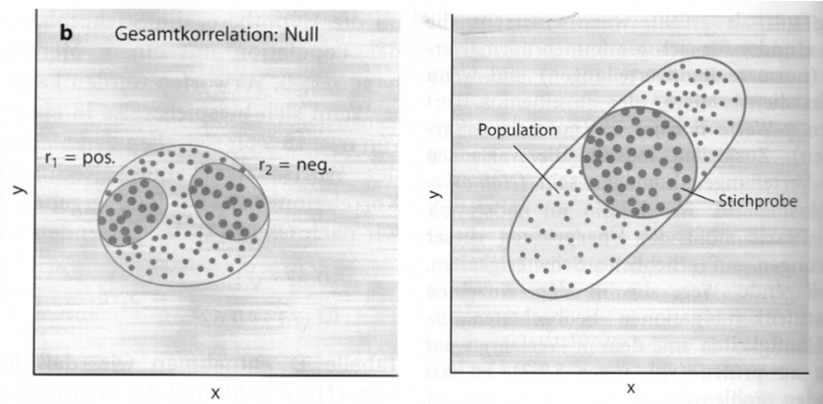 b Gesamtkorrelation: Null
r₁ = pos.
r₂ = neg.
y
x
Population
Stichprobe
y
x